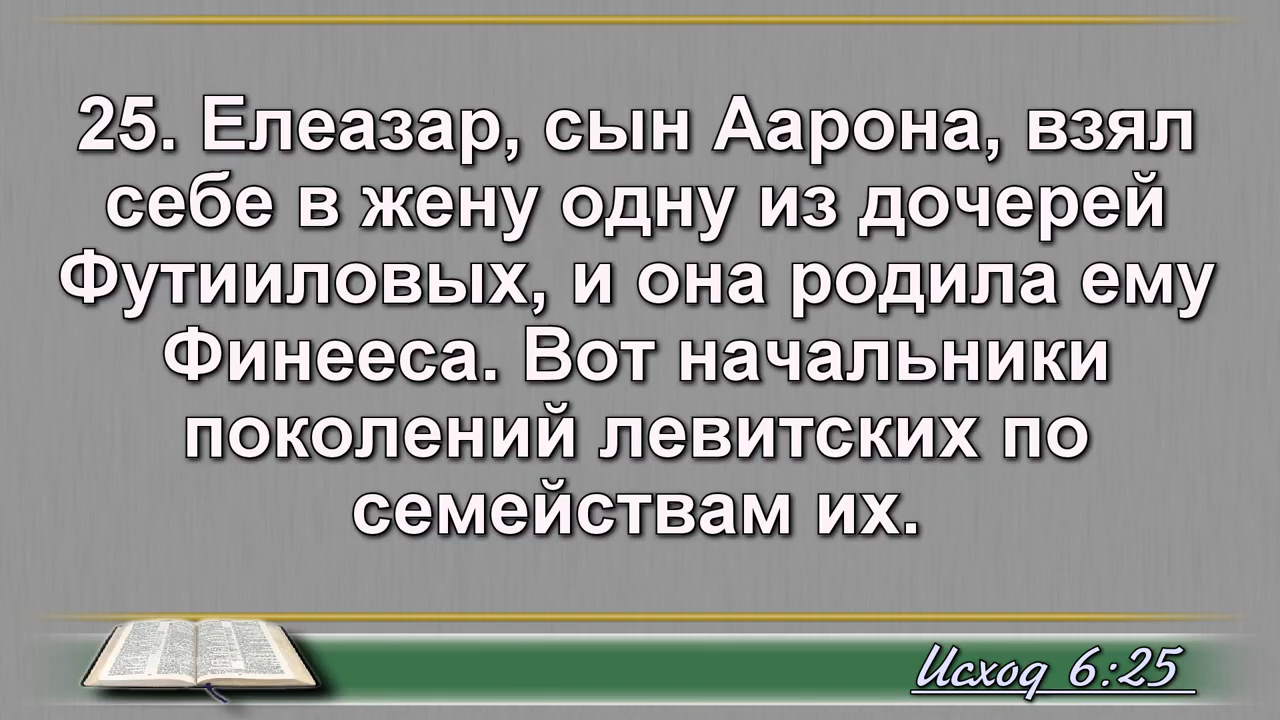 25. Елеазар, сын Аарона, взял
себе в жену одну из дочерей
Футииловых, и она родила ему
Финееса. Вот начальники
поколений левитских по
семействам их.
Исход 6:25